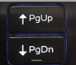 ↑ PgUp
↓ PgDn